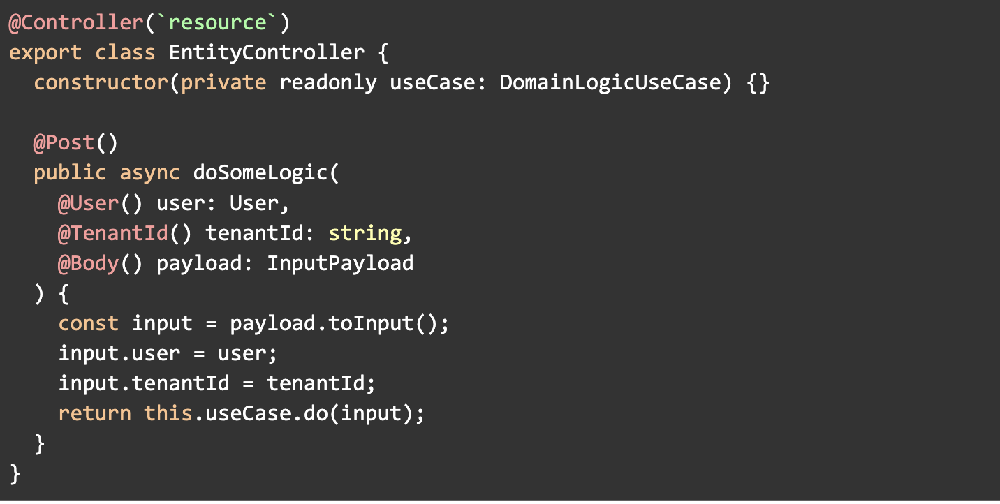 @Controller(`resource`)
export class EntityController {
  constructor(private readonly useCase: DomainLogicUseCase) {}

  @Post()
  public async doSomeLogic(
    @User() user: User,
    @TenantId() tenantId: string,
    @Body() payload: InputPayload
  ) {
    const input = payload.toInput();
    input.user = user;
    input.tenantId = tenantId;
    return this.useCase.do(input);
  }
}